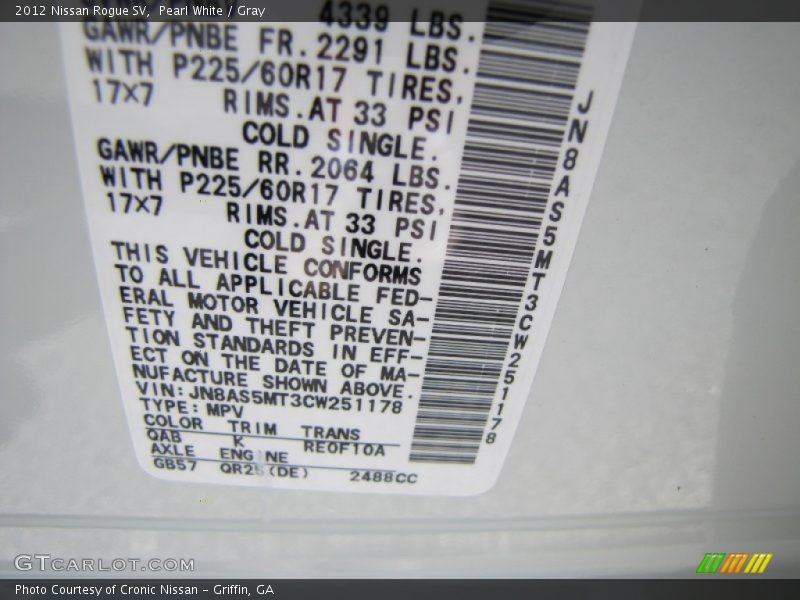 2012 Nissan Rogue SV, Pearl White / Gray
4339 LBS.
GAWR/PNBE FR. 2291 LBS.
WITH P225/60R17 TIRES,
17x7 RIMS. AT 33 PSI
COLD SINGLE.
GAWR/PNBE RR. 2064 LBS.
WITH P225/60R17 TIRES,
17x7 RIMS. AT 33 PSI
COLD SINGLE.
THIS VEHICLE CONFORMS
TO ALL APPLICABLE FED-
ERAL MOTOR VEHICLE SA-
FETY AND THEFT PREVEN-
TION STANDARDS IN EFF-
ECT ON THE DATE OF MA-
NUFACTURE SHOWN ABOVE.
VIN: JN8AS5MT3CW251178
TYPE: MPV
COLOR TRIM TRANS
QAB K RE0F10A
AXLE ENGINE
GB57 QR25(DE) 2488CC
JN8AS5MT3CW251178
GTCARLOT.COM
Photo Courtesy of Cronic Nissan - Griffin, GA